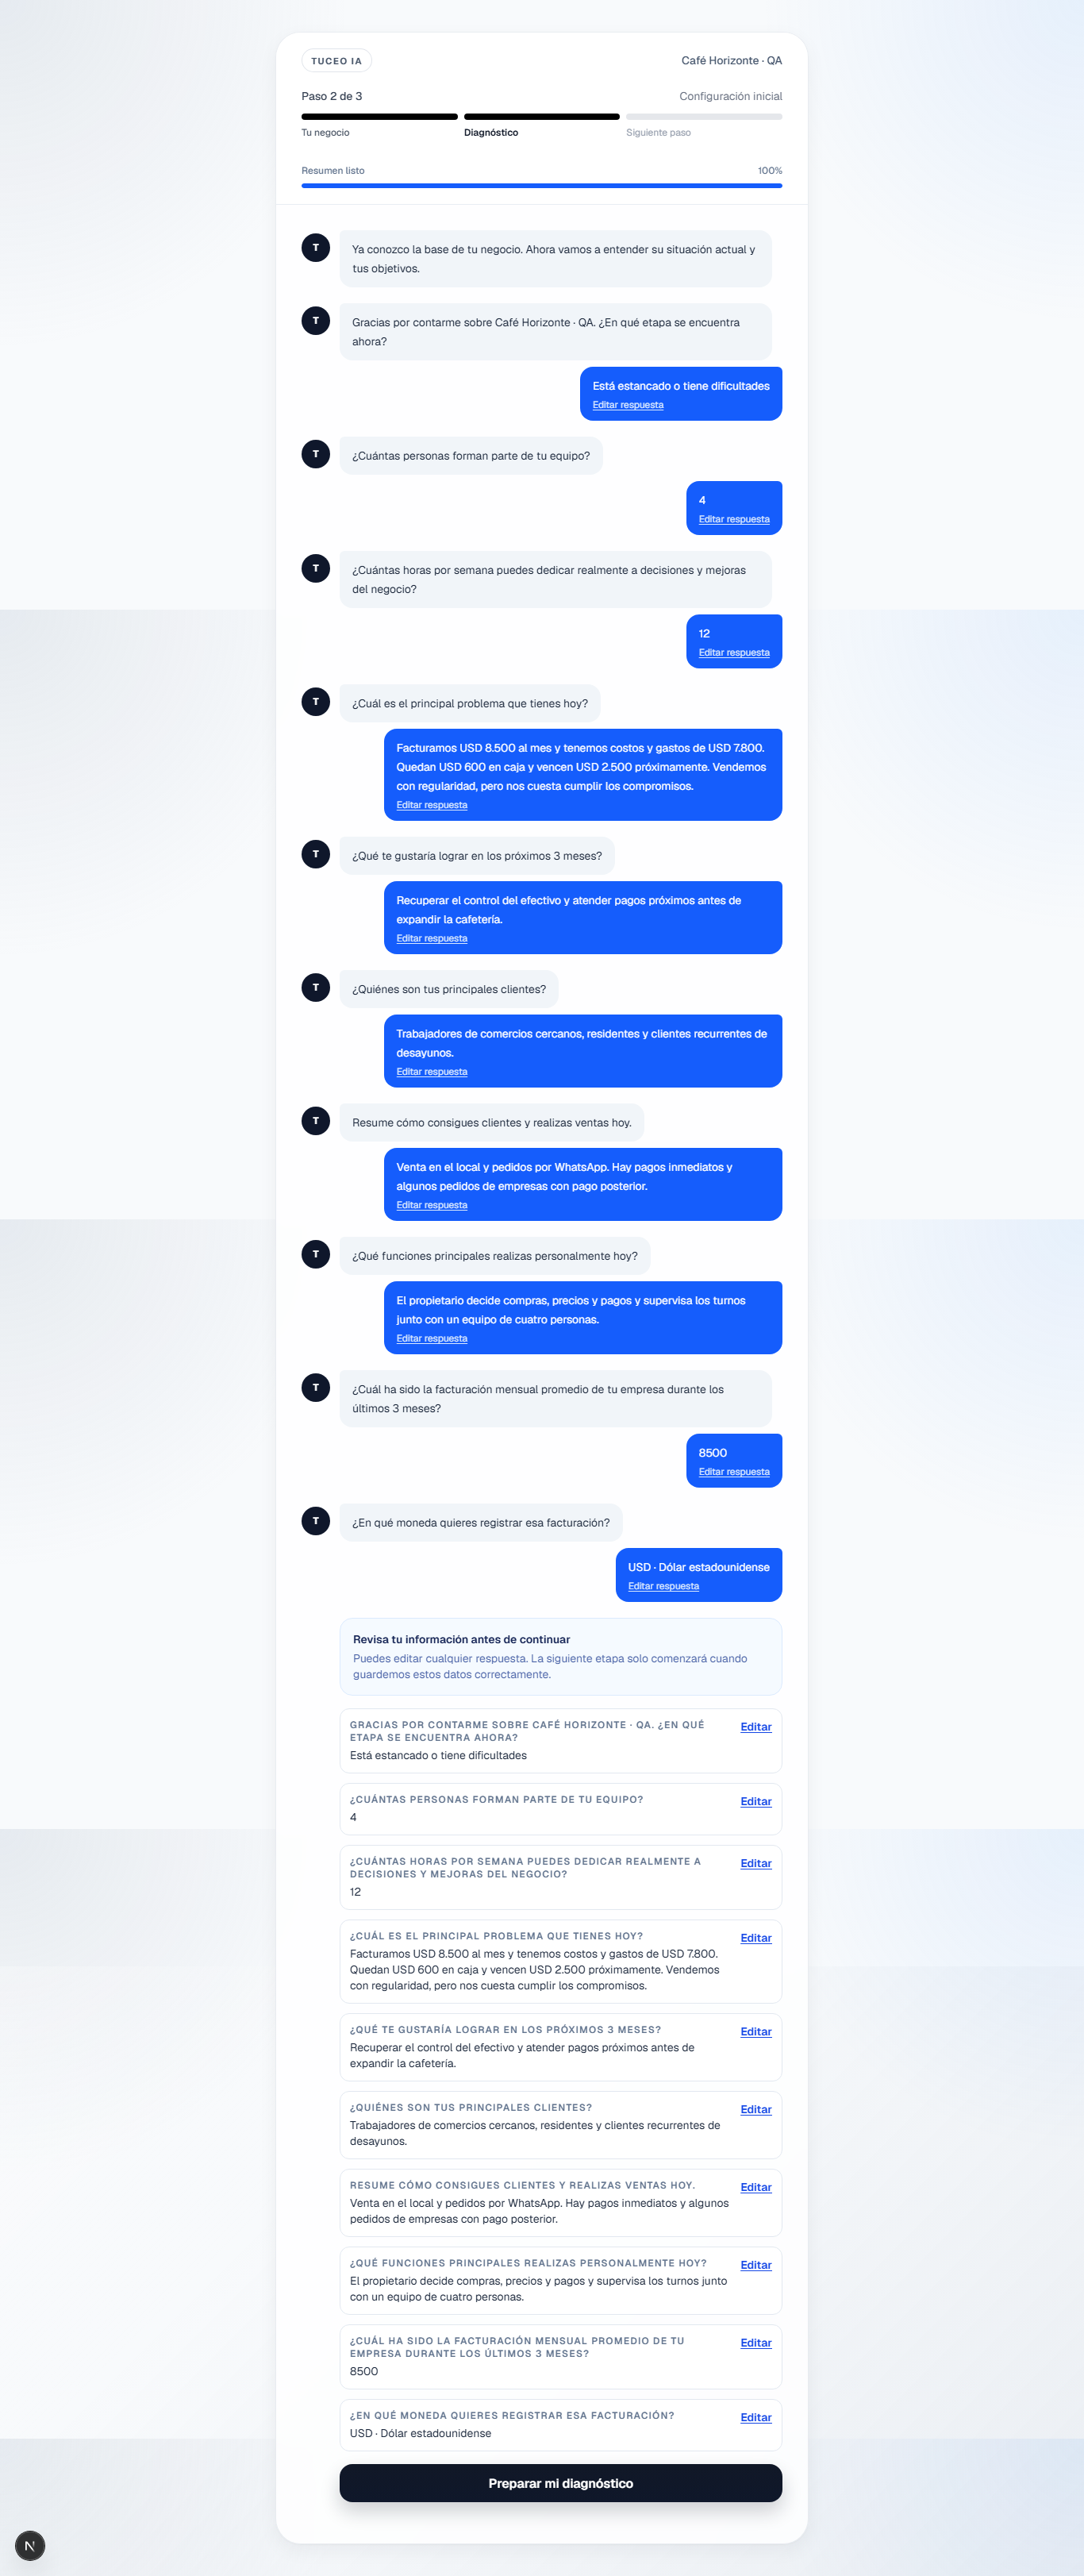 TUCEO IA
Café Horizonte · QA
Paso 2 de 3
Configuración inicial
Tu negocio
Diagnóstico
Siguiente paso
Resumen listo
100%
T
Ya conozco la base de tu negocio. Ahora vamos a entender su situación actual y
tus objetivos.
T
Gracias por contarme sobre Café Horizonte · QA. ¿En qué etapa se encuentra
ahora?
Está estancado o tiene dificultades
Editar respuesta
T
¿Cuántas personas forman parte de tu equipo?
4
Editar respuesta
T
¿Cuántas horas por semana puedes dedicar realmente a decisiones y mejoras
del negocio?
12
Editar respuesta
T
¿Cuál es el principal problema que tienes hoy?
Facturamos USD 8.500 al mes y tenemos costos y gastos de USD 7.800.
Quedan USD 600 en caja y vencen USD 2.500 próximamente. Vendemos
con regularidad, pero nos cuesta cumplir los compromisos.
Editar respuesta
T
¿Qué te gustaría lograr en los próximos 3 meses?
Recuperar el control del efectivo y atender pagos próximos antes de
expandir la cafetería.
Editar respuesta
T
¿Quiénes son tus principales clientes?
Trabajadores de comercios cercanos, residentes y clientes recurrentes de
desayunos.
Editar respuesta
T
Resume cómo consigues clientes y realizas ventas hoy.
Venta en el local y pedidos por WhatsApp. Hay pagos inmediatos y
algunos pedidos de empresas con pago posterior.
Editar respuesta
T
¿Qué funciones principales realizas personalmente hoy?
El propietario decide compras, precios y pagos y supervisa los turnos
junto con un equipo de cuatro personas.
Editar respuesta
T
¿Cuál ha sido la facturación mensual promedio de tu empresa durante los
últimos 3 meses?
8500
Editar respuesta
T
¿En qué moneda quieres registrar esa facturación?
USD · Dólar estadounidense
Editar respuesta
Revisa tu información antes de continuar
Puedes editar cualquier respuesta. La siguiente etapa solo comenzará cuando
guardemos estos datos correctamente.
GRACIAS POR CONTARME SOBRE CAFÉ HORIZONTE · QA. ¿EN QUÉ
ETAPA SE ENCUENTRA AHORA?
Editar
Está estancado o tiene dificultades
¿CUÁNTAS PERSONAS FORMAN PARTE DE TU EQUIPO?
Editar
4
¿CUÁNTAS HORAS POR SEMANA PUEDES DEDICAR REALMENTE A
DECISIONES Y MEJORAS DEL NEGOCIO?
Editar
12
¿CUÁL ES EL PRINCIPAL PROBLEMA QUE TIENES HOY?
Editar
Facturamos USD 8.500 al mes y tenemos costos y gastos de USD 7.800.
Quedan USD 600 en caja y vencen USD 2.500 próximamente. Vendemos
con regularidad, pero nos cuesta cumplir los compromisos.
¿QUÉ TE GUSTARÍA LOGRAR EN LOS PRÓXIMOS 3 MESES?
Editar
Recuperar el control del efectivo y atender pagos próximos antes de
expandir la cafetería.
¿QUIÉNES SON TUS PRINCIPALES CLIENTES?
Editar
Trabajadores de comercios cercanos, residentes y clientes recurrentes de
desayunos.
RESUME CÓMO CONSIGUES CLIENTES Y REALIZAS VENTAS HOY.
Editar
Venta en el local y pedidos por WhatsApp. Hay pagos inmediatos y algunos
pedidos de empresas con pago posterior.
¿QUÉ FUNCIONES PRINCIPALES REALIZAS PERSONALMENTE HOY?
Editar
El propietario decide compras, precios y pagos y supervisa los turnos junto
con un equipo de cuatro personas.
¿CUÁL HA SIDO LA FACTURACIÓN MENSUAL PROMEDIO DE TU
EMPRESA DURANTE LOS ÚLTIMOS 3 MESES?
Editar
8500
¿EN QUÉ MONEDA QUIERES REGISTRAR ESA FACTURACIÓN?
Editar
USD · Dólar estadounidense
Preparar mi diagnóstico
N